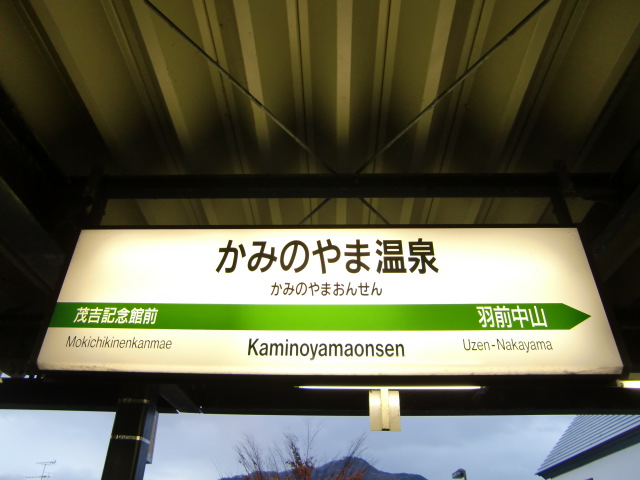 かみのやま温泉
かみのやまおんせん
茂吉記念館前
羽前中山
Mokichikinenkanmae
Kaminoyamaonsen
Uzen-Nakayama